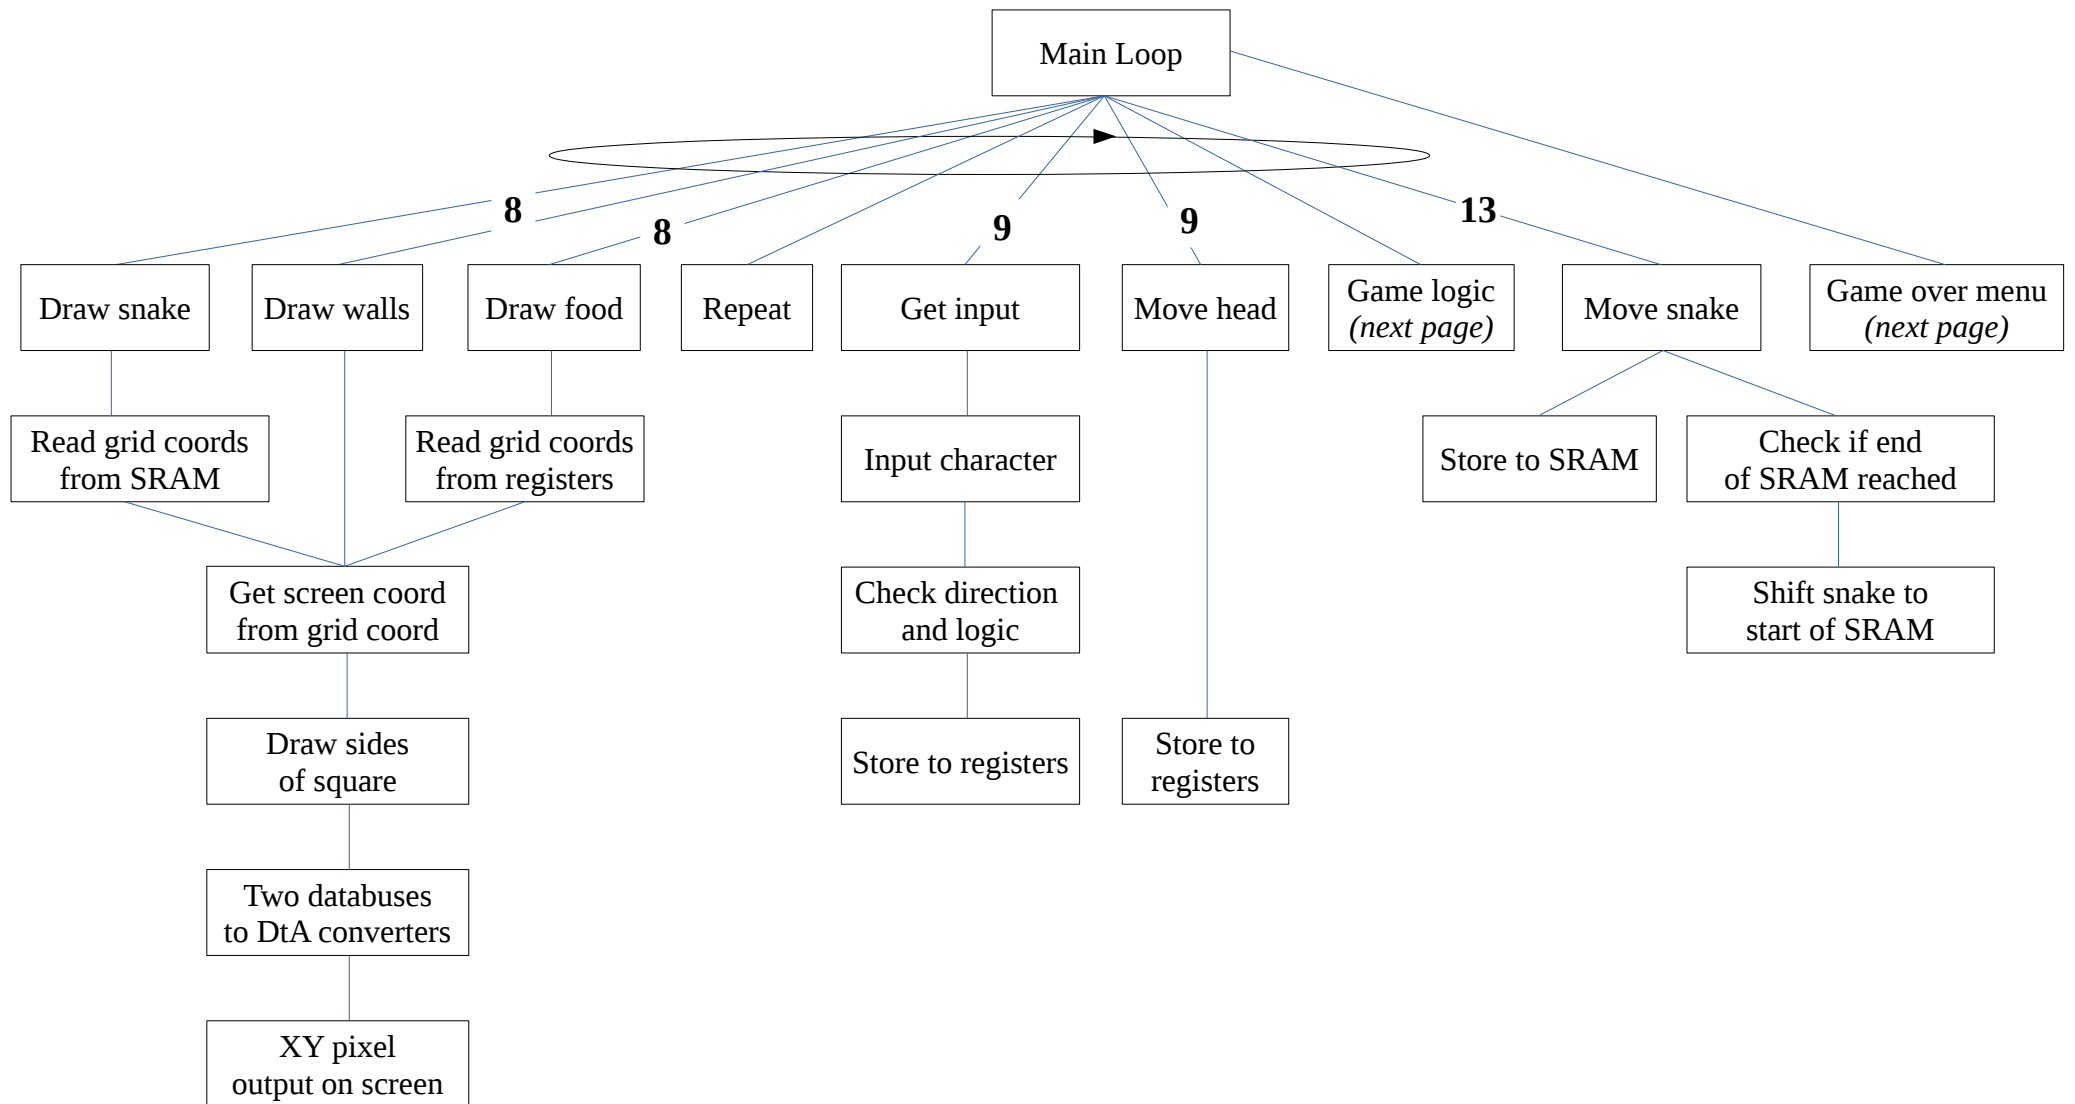 Main Loop
8
8
9
9
13
Draw snake
Draw walls
Draw food
Repeat
Get input
Move head
Game logic
(next page)
Move snake
Game over menu
(next page)
Read grid coords
from SRAM
Read grid coords
from registers
Input character
Store to SRAM
Check if end
of SRAM reached
Get screen coord
from grid coord
Check direction
and logic
Shift snake to
start of SRAM
Draw sides
of square
Store to registers
Store to
registers
Two databuses
to DtA converters
XY pixel
output on screen